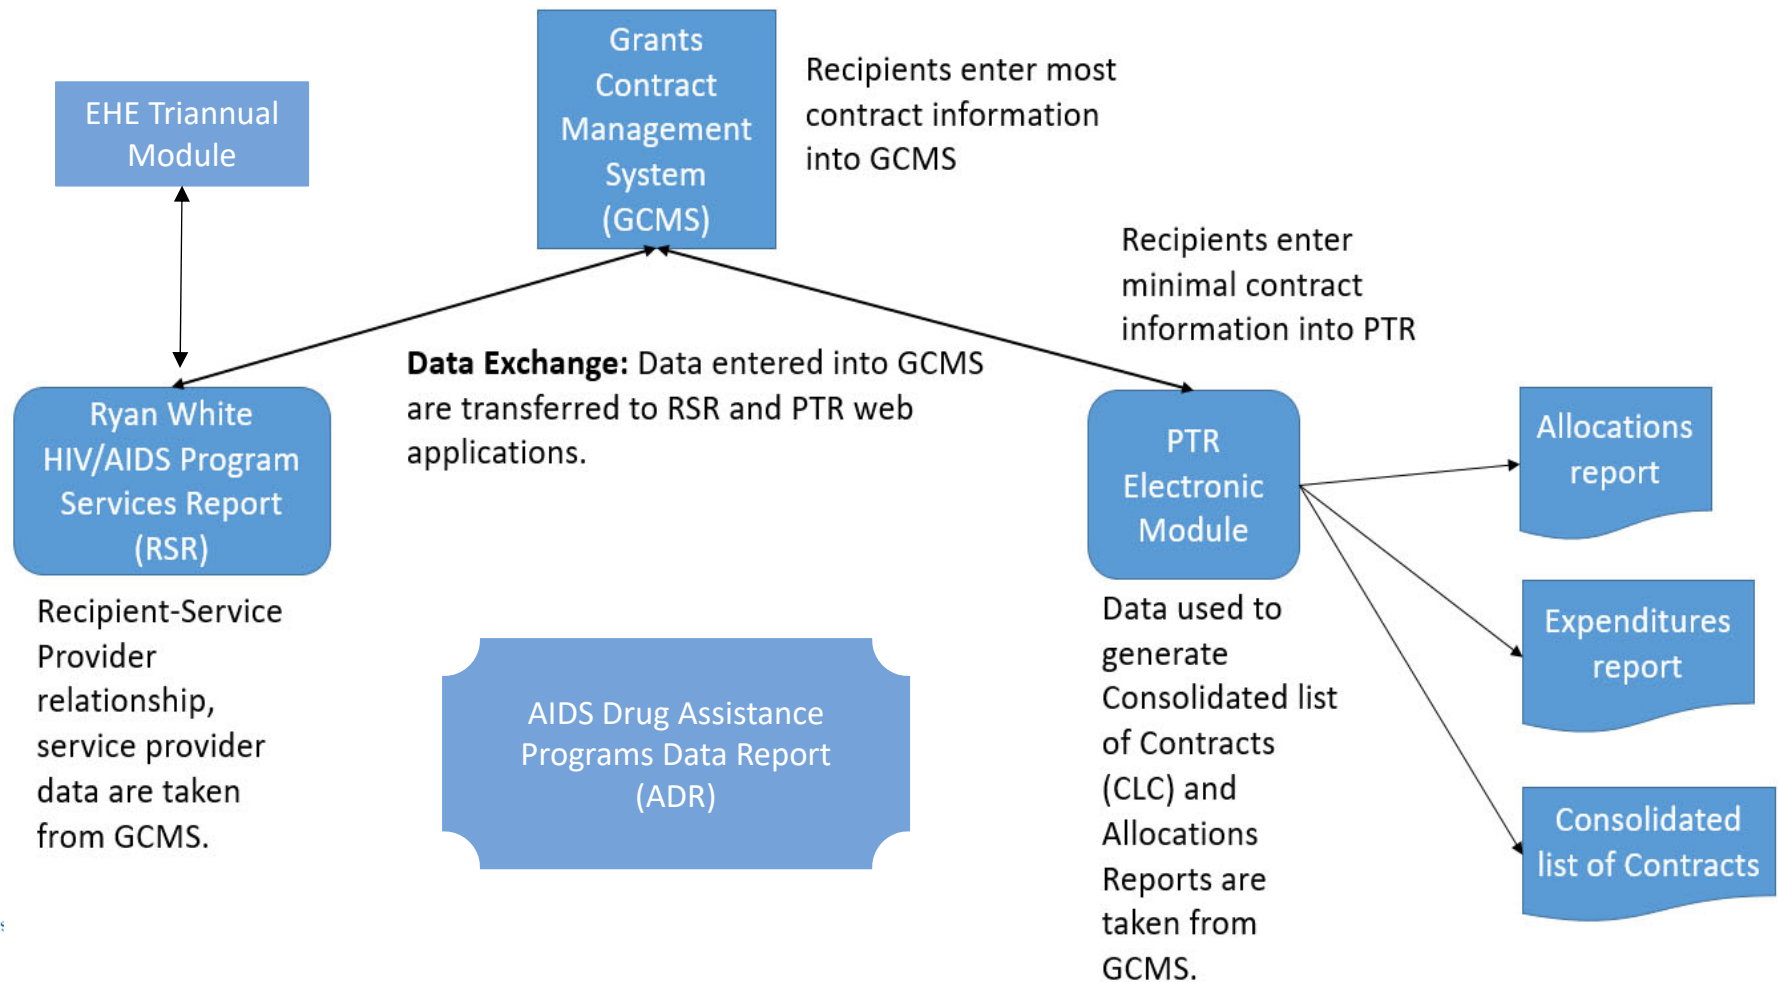 Grants
Contract
Management
System
(GCMS)
Recipients enter most
contract information
into GCMS
EHE Triannual
Module
Recipients enter
minimal contract
information into PTR
Data Exchange: Data entered into GCMS
are transferred to RSR and PTR web
applications.
Ryan White
HIV/AIDS Program
Services Report
(RSR)
PTR
Electronic
Module
Allocations
report
Expenditures
report
Consolidated
list of Contracts
Recipient-Service
Provider
relationship,
service provider
data are taken
from GCMS.
AIDS Drug Assistance
Programs Data Report
(ADR)
Data used to
generate
Consolidated list
of Contracts
(CLC) and
Allocations
Reports are
taken from
GCMS.